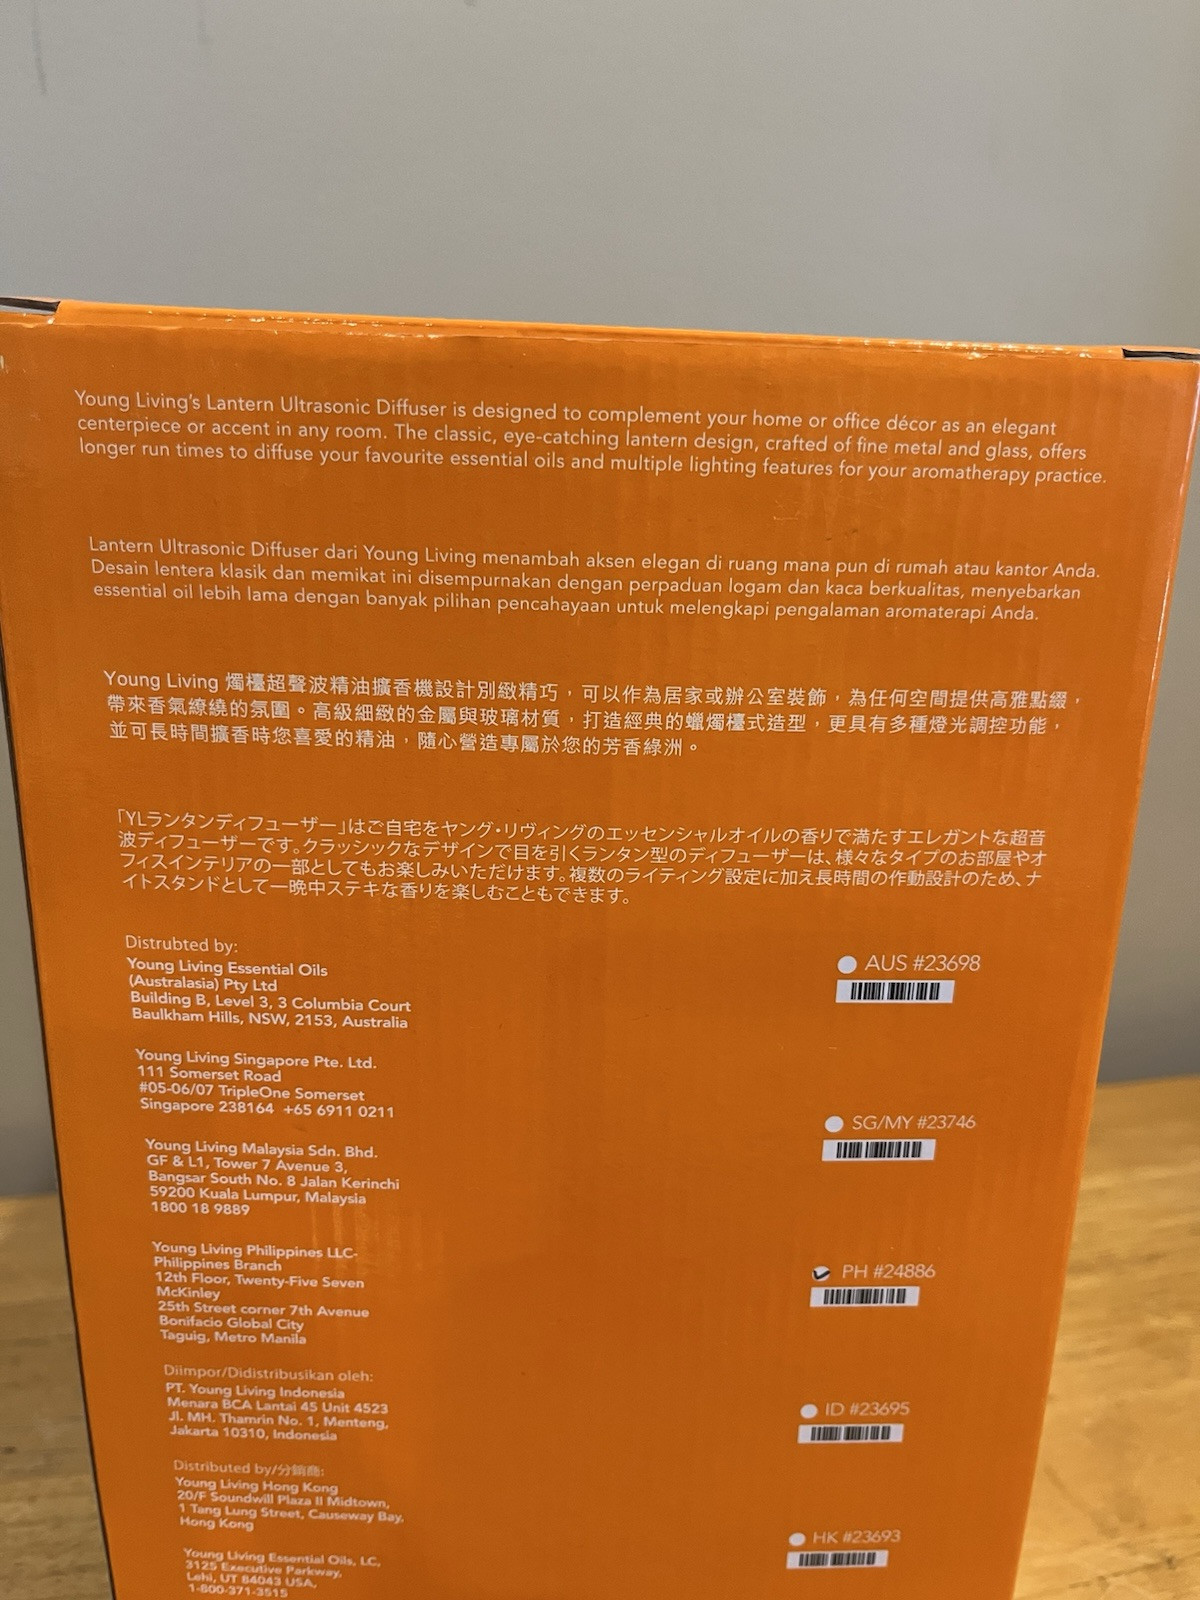 Young Living's Lantern Ultrasonic Diffuser is designed to complement your home or office décor as an elegant
centerpiece or accent in any room. The classic, eye-catching lantern design, crafted of fine metal and glass, offers
longer run times to diffuse your favourite essential oils and multiple lighting features for your aromatherapy practice.
Lantern Ultrasonic Diffuser dari Young Living menambah aksen elegan di ruang mana pun di rumah atau kantor Anda.
Desain lentera klasik dan memikat ini disempurnakan dengan perpaduan logam dan kaca berkualitas, menyebarkan
essential oil lebih lama dengan banyak pilihan pencahayaan untuk melengkapi pengalaman aromaterapi Anda.
Young Living 燭檯超聲波精油擴香機設計別緻精巧，可以作為居家或辦公室裝飾，為任何空間提供高雅點綴，
帶來香氣繚繞的氛圍。高級細緻的金屬與玻璃材質，打造經典的蠟燭檯式造型，更具有多種燈光調控功能，
並可長時間擴香時您喜愛的精油，隨心營造專屬於您的芳香綠洲。
「YLランタンディフューザー」はご自宅をヤング・リヴィングのエッセンシャルオイルの香りで満たすエレガントな超音
波ディフューザーです。クラッシックなデザインで目を引くランタン型のディフューザーは、様々なタイプのお部屋やオ
フィスインテリアの一部としてもお楽しみいただけます。複数のライティング設定に加え長時間の作動設計のため、ナ
イトスタンドとして一晩中ステキな香りを楽しむこともできます。
Distrubted by:
Young Living Essential Oils
(Australasia) Pty Ltd
Building B, Level 3, 3 Columbia Court
Baulkham Hills, NSW, 2153, Australia
AUS #23698
Young Living Singapore Pte. Ltd.
111 Somerset Road
#05-06/07 TripleOne Somerset
Singapore 238164 +65 6911 0211
SG/MY #23746
Young Living Malaysia Sdn. Bhd.
GF & L1, Tower 7 Avenue 3,
Bangsar South No. 8 Jalan Kerinchi
59200 Kuala Lumpur, Malaysia
1800 18 9889
Young Living Philippines LLC-
Philippines Branch
12th Floor, Twenty-Five Seven
McKinley
25th Street corner 7th Avenue
Bonifacio Global City
Taguig, Metro Manila
PH #24886
Diimpor/Didistribusikan oleh:
PT. Young Living Indonesia
Menara BCA Lantai 45 Unit 4523
Jl. MH. Thamrin No. 1, Menteng,
Jakarta 10310, Indonesia
ID #23695
Distributed by/分銷商:
Young Living Hong Kong
20/F Soundwill Plaza II Midtown,
1 Tang Lung Street, Causeway Bay,
Hong Kong
HK #23693
Young Living Essential Oils, LC,
3125 Executive Parkway,
Lehi, UT 84043 USA,
1-800-371-3515